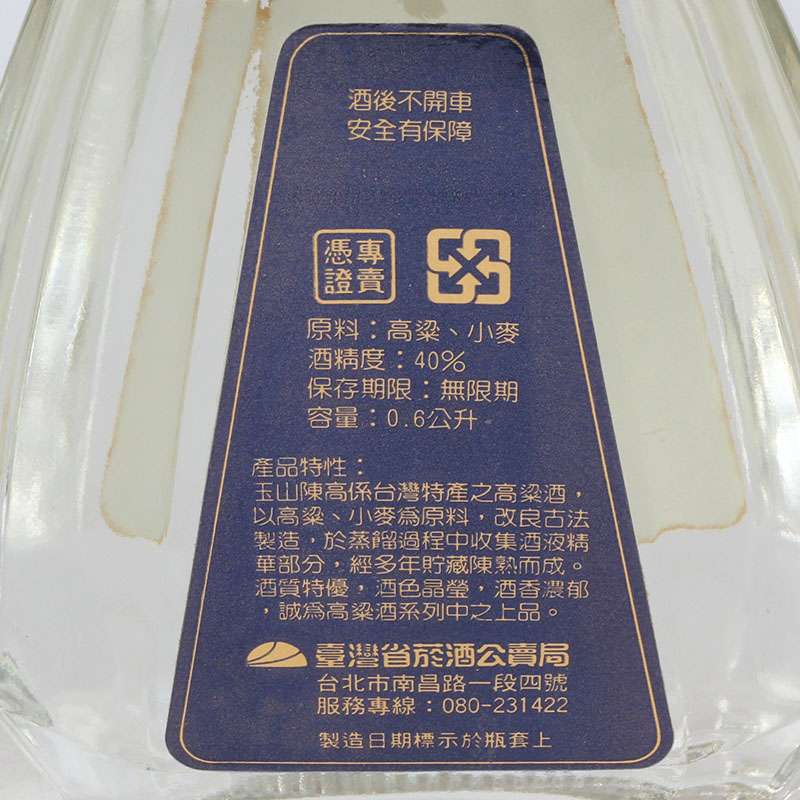 酒後不開車
安全有保障
專賣
憑證
原料：高粱、小麥
酒精度：40%
保存期限：無限期
容量：0.6公升
產品特性：
玉山陳高係台灣特產之高粱酒，
以高粱、小麥為原料，改良古法
製造，於蒸餾過程中收集酒液精
華部分，經多年貯藏陳熟而成。
酒質特優，酒色晶瑩，酒香濃郁
，誠為高粱酒系列中之上品。
臺灣省菸酒公賣局
台北市南昌路一段四號
服務專線：080-231422
製造日期標示於瓶套上